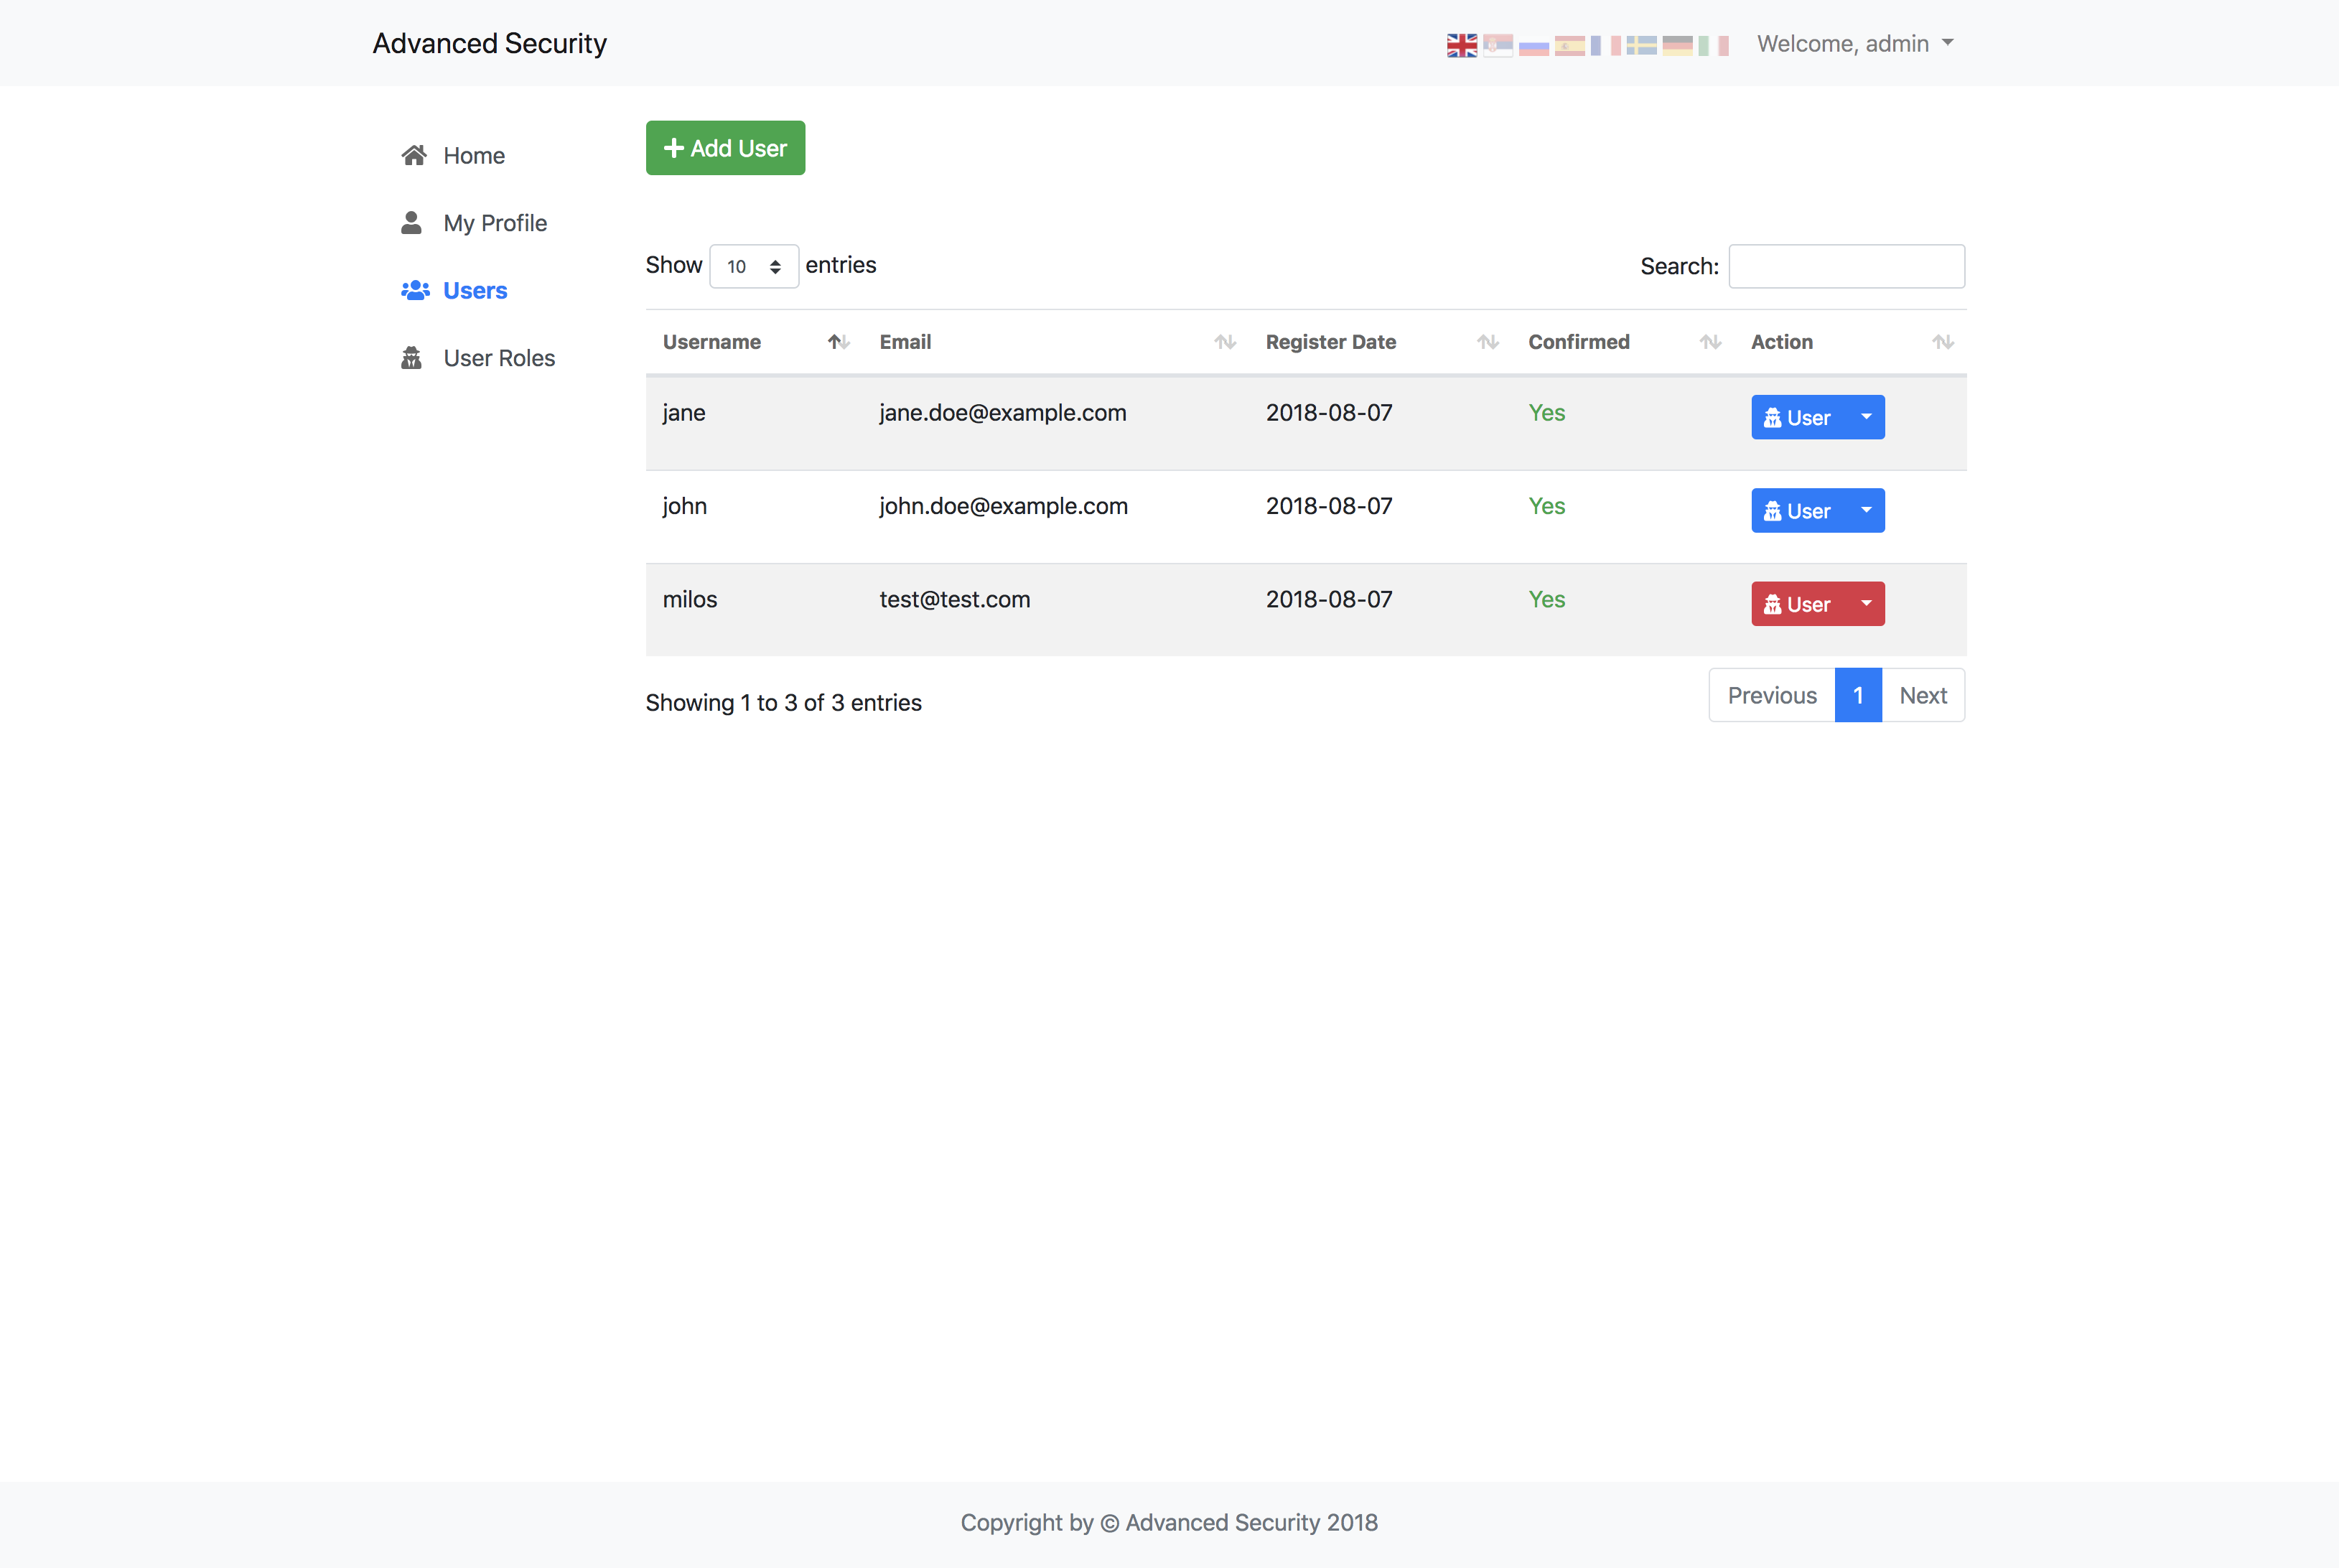 Advanced Security
Welcome, admin
Home
My Profile
Users
User Roles
Add User
Show 10 entries
Search:
Username Email Register Date Confirmed Action
jane jane.doe@example.com 2018-08-07 Yes User
john john.doe@example.com 2018-08-07 Yes User
milos test@test.com 2018-08-07 Yes User
Showing 1 to 3 of 3 entries
Previous 1 Next
Copyright by © Advanced Security 2018